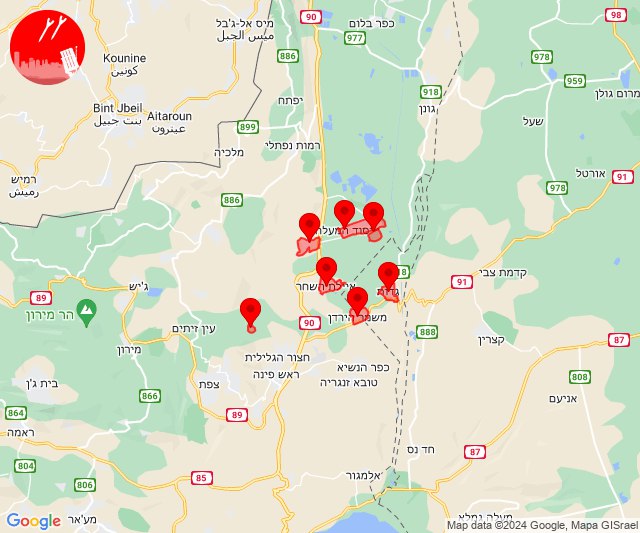 90
מיס אל-ג'בל
ميس الجبل
כפר בלום
977
98
Kounine
كونين
886
978
959
918
מרום גולן
גונן
יפתח
Bint Jbeil
بنت جبيل
Aitaroun
عيترون
899
רמות נפתלי
שעל
מלכיה
רמיש
رميش
91
אורטל
978
886
קדמת צבי
91
89
הר מירון
ג'יש
עין זיתים
90
888
מירון
חצור הגלילית
ראש פינה
כפר הנשיא
טובא זנגריה
קצרין
87
בית ג'ן
צפת
866
808
אניעם
864
ראמה
89
חד נס
87
804
85
אלמגור
806
מע'אר
מעלה גמלא
Google
Map data ©2024 Google, Mapa GISrael